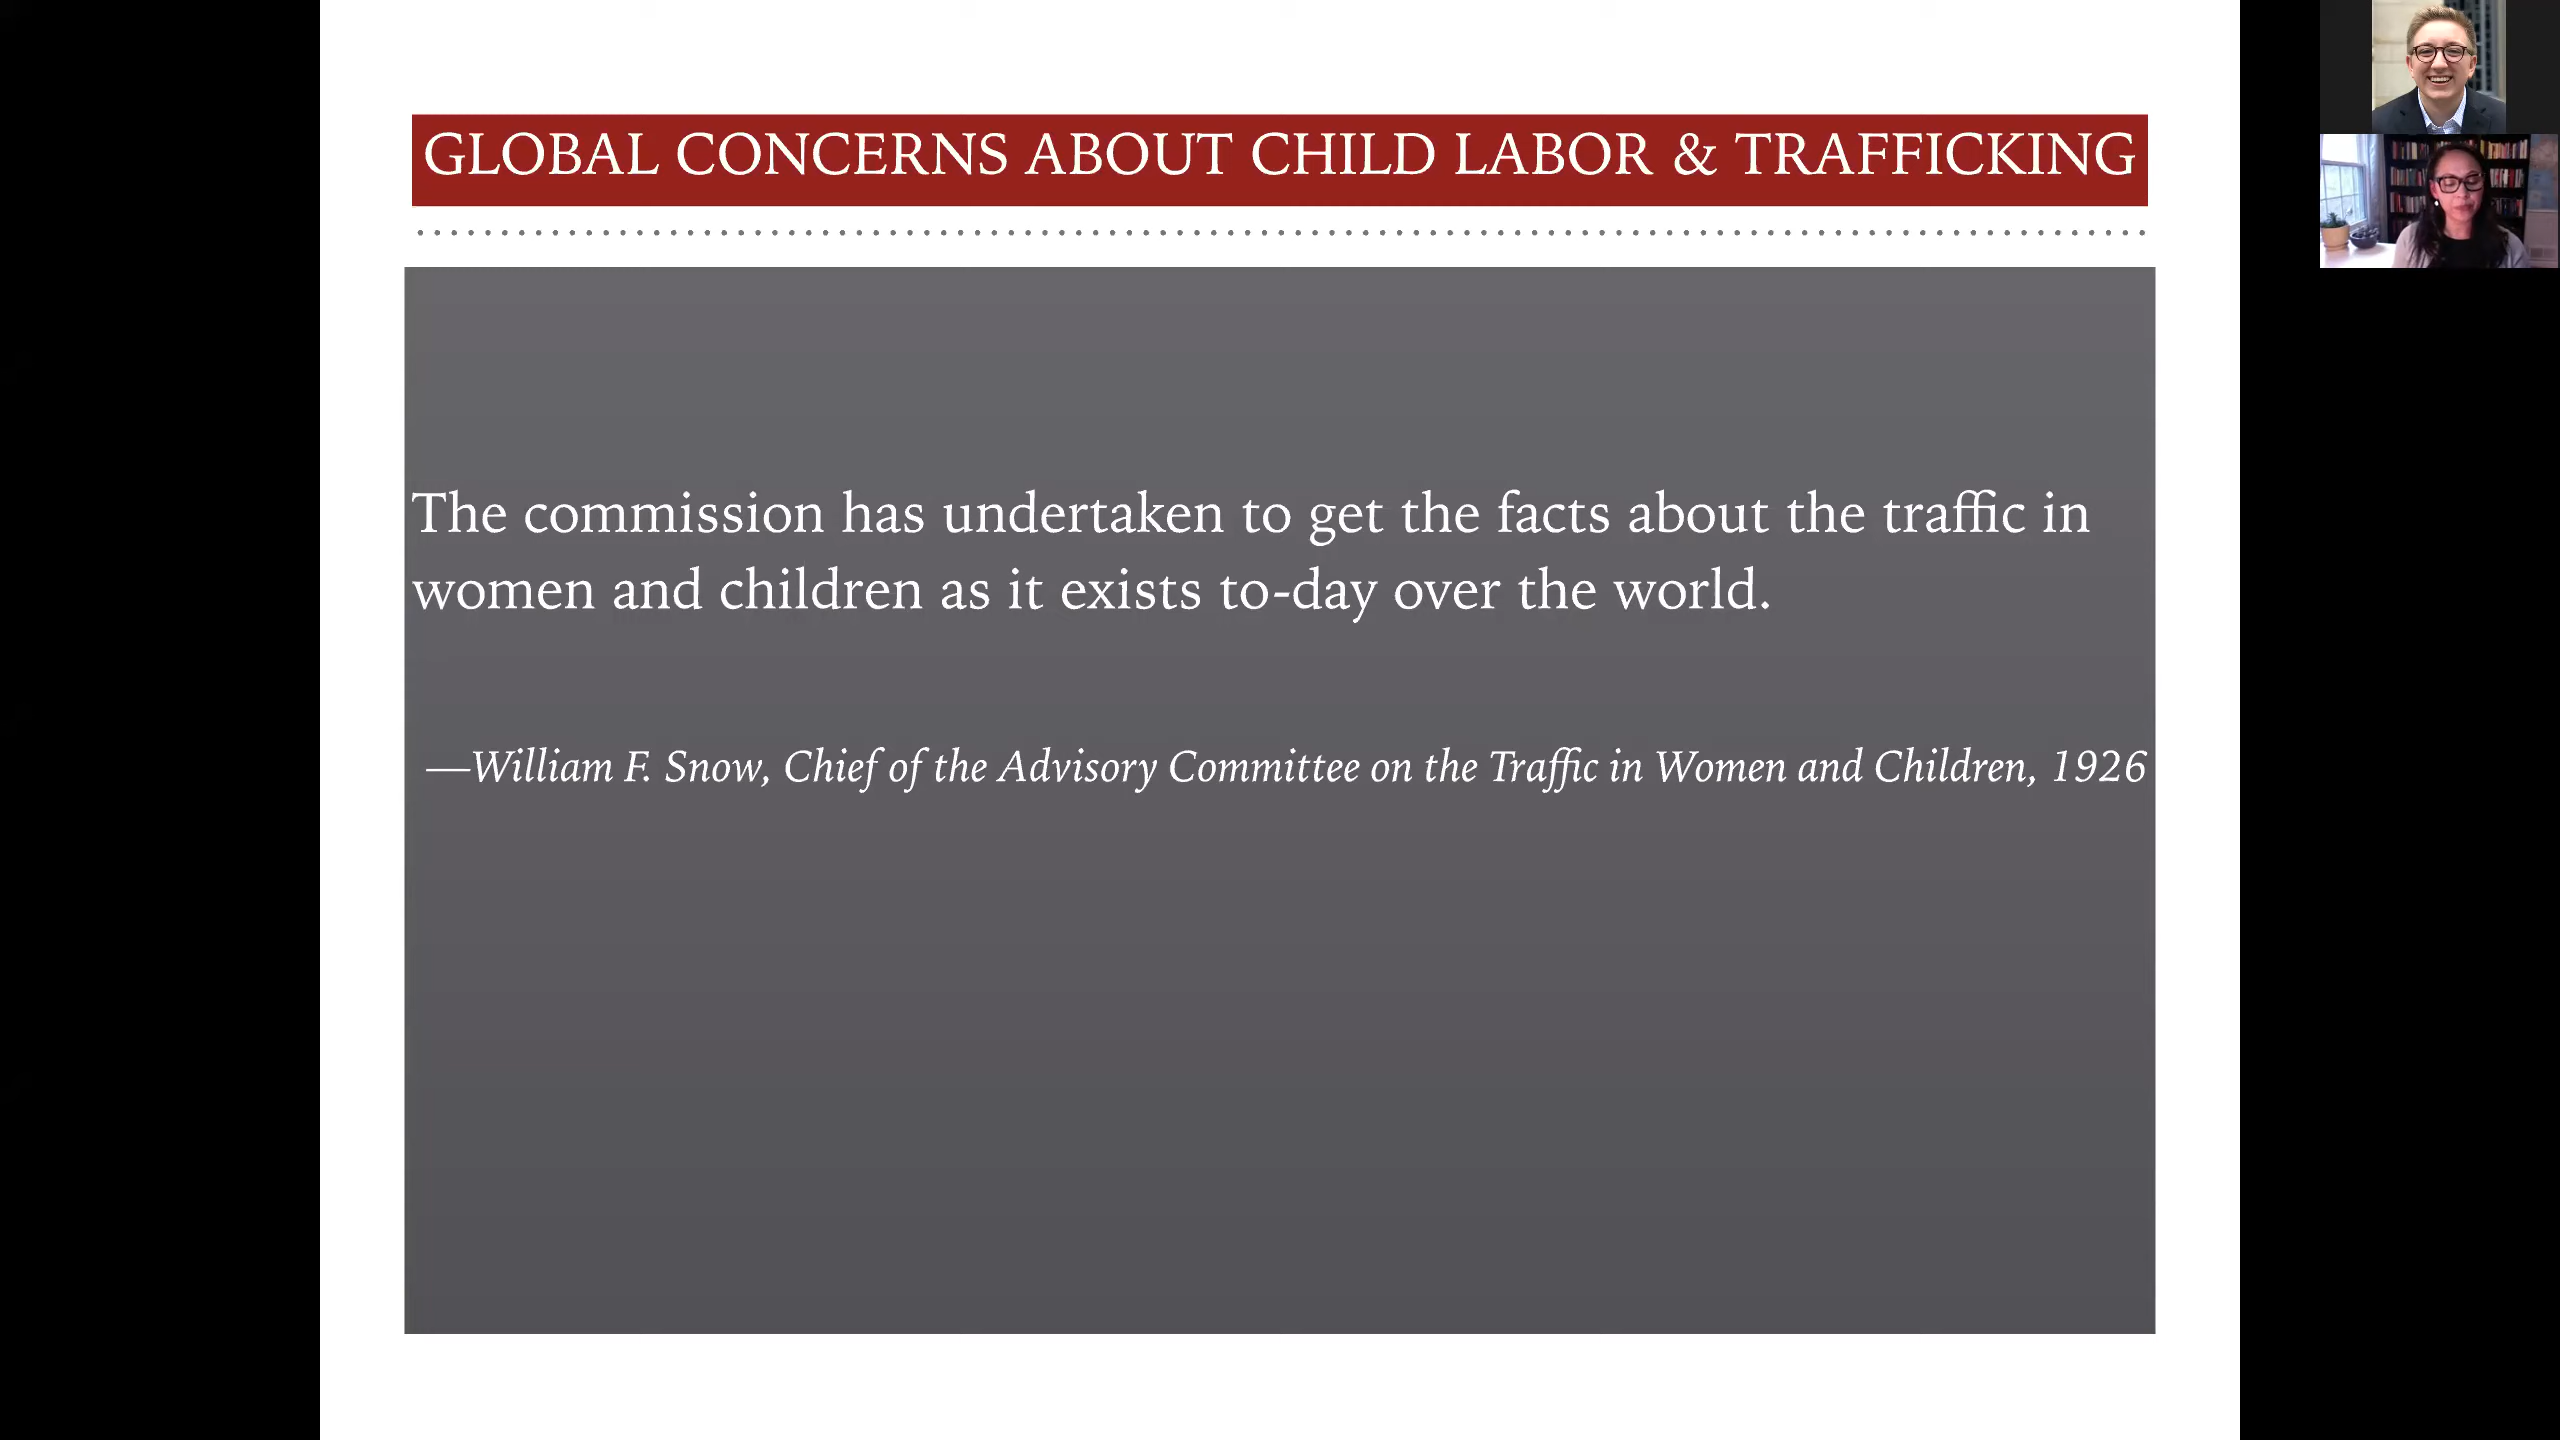 GLOBAL CONCERNS ABOUT CHILD LABOR & TRAFFICKING
The commission has undertaken to get the facts about the traffic in
women and children as it exists to-day over the world.
—William F. Snow, Chief of the Advisory Committee on the Traffic in Women and Children, 1926